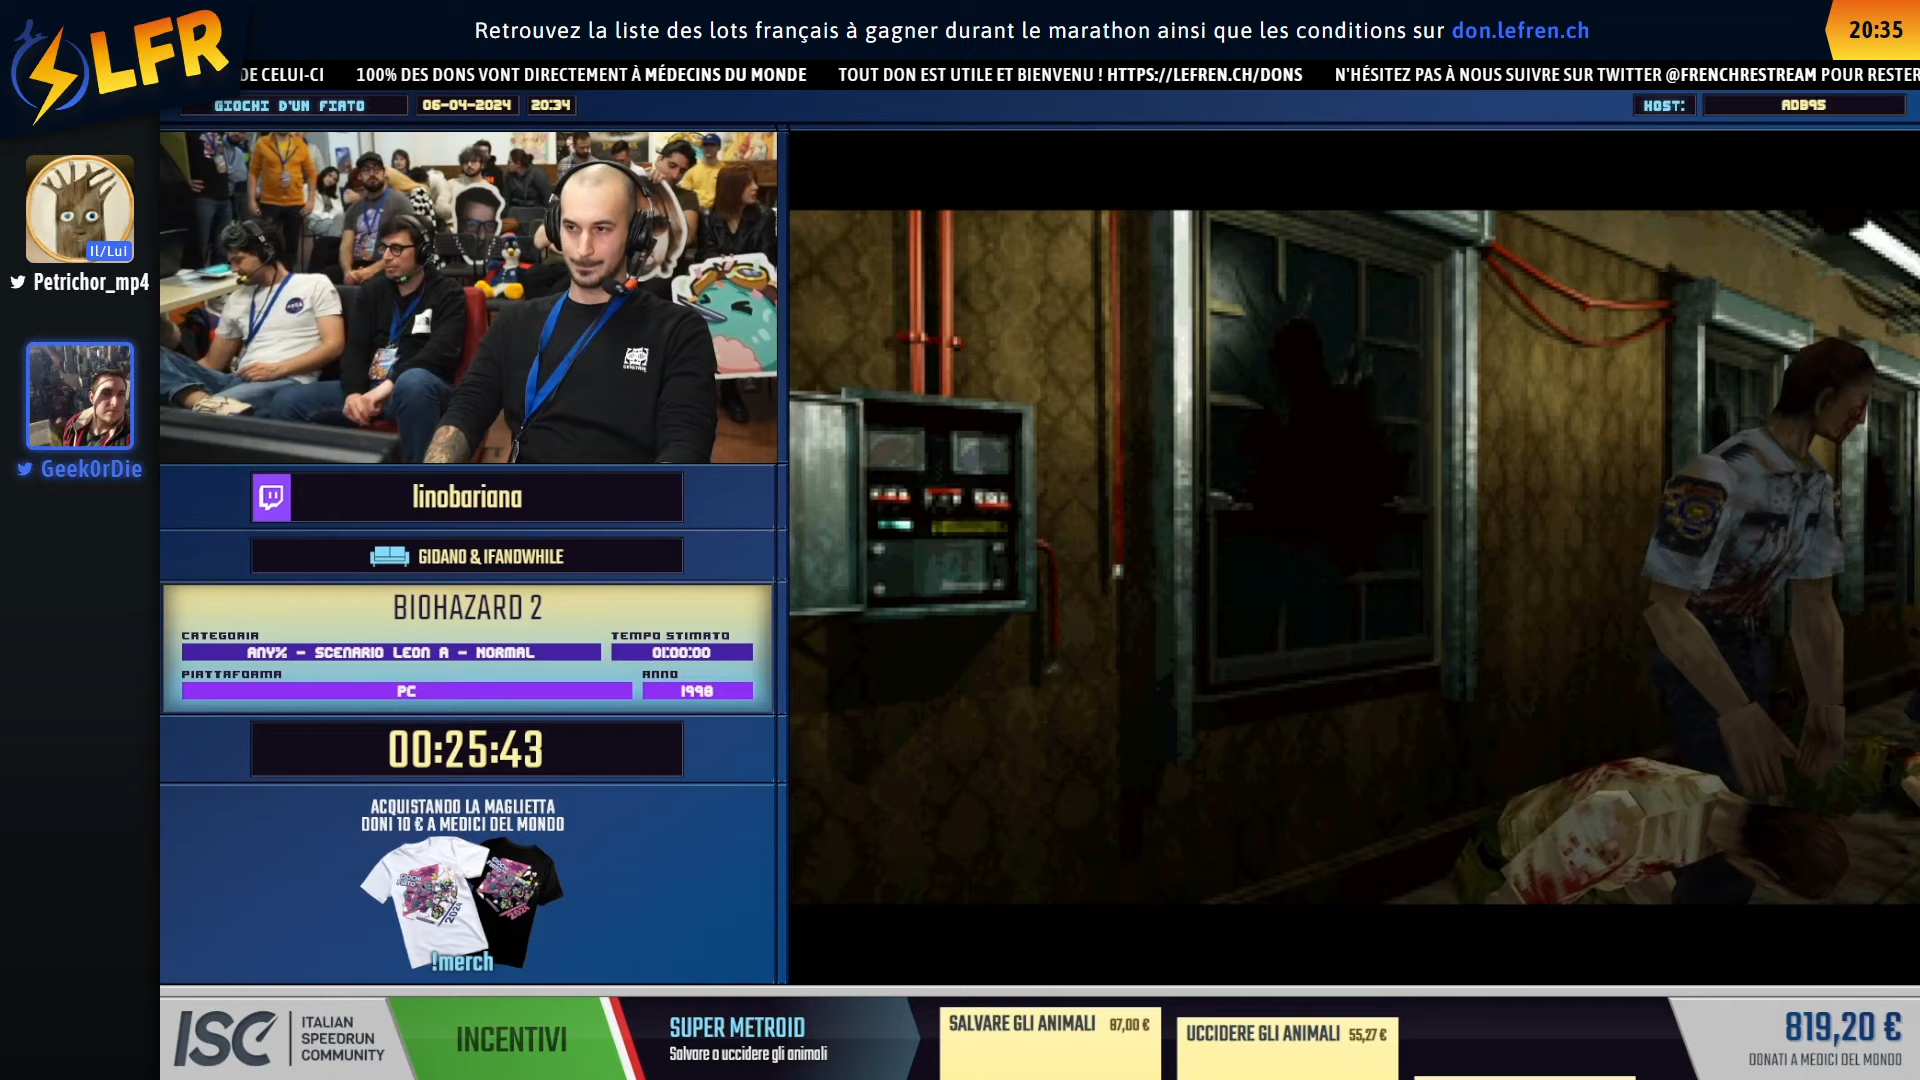 LFR
Retrouvez la liste des lots français à gagner durant le marathon ainsi que les conditions sur don.lefren.ch
20:35
DE CELUI-CI 100% DES DONS VONT DIRECTEMENT À MÉDECINS DU MONDE TOUT DON EST UTILE ET BIENVENU ! HTTPS://LEFREN.CH/DONS N'HÉSITEZ PAS À NOUS SUIVRE SUR TWITTER @FRENCHRESTREAM POUR RESTER
GIOCHI D'UN FIATO 06-04-2024 20:34 HOST: ADB95
Il/Lui
Petrichor_mp4
GeekOrDie
NASA
linobariana
GIDANO & IFANDWHILE
BIOHAZARD 2
CATEGORIA TEMPO STIMATO
ANY% - SCENARIO LEON A - NORMAL 01:00:00
PIATTAFORMA ANNO
PC 1998
00:25:43
ACQUISTANDO LA MAGLIETTA
DONI 10 € A MEDICI DEL MONDO
2024
2024
!merch
ISC
ITALIAN
SPEEDRUN
COMMUNITY
INCENTIVI
SUPER METROID
Salvare o uccidere gli animali
SALVARE GLI ANIMALI 87,00 €
UCCIDERE GLI ANIMALI 55,27 €
819,20 €
DONATI A MEDICI DEL MONDO